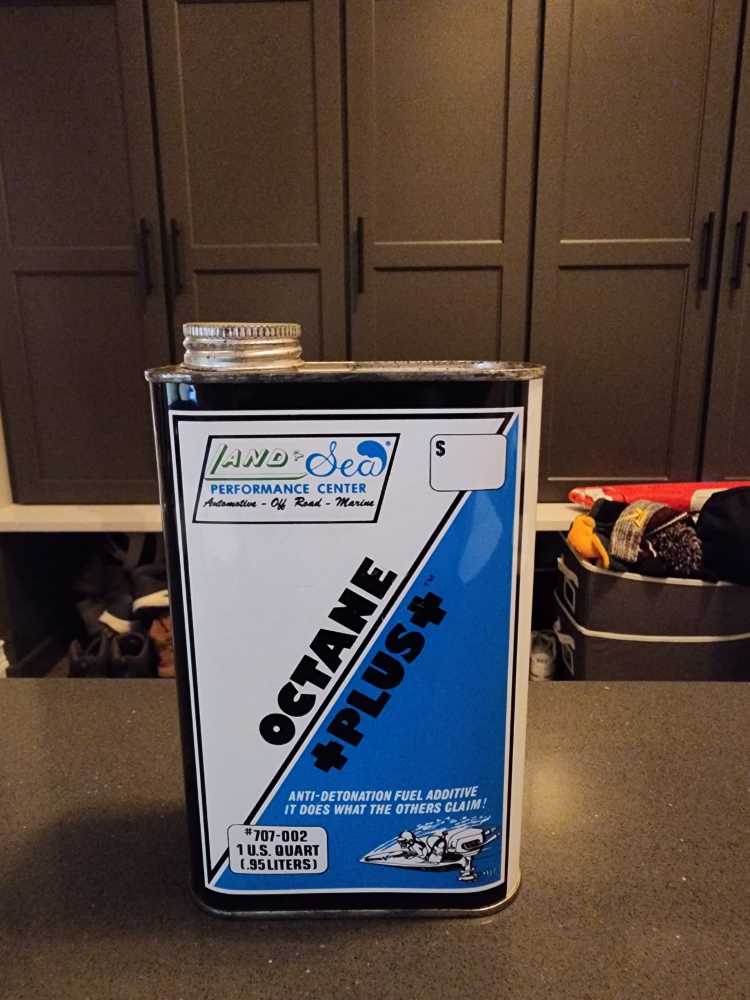 LAND & Sea®
PERFORMANCE CENTER
Automotive - Off Road - Marine
$
OCTANE
+PLUS+™
ANTI-DETONATION FUEL ADDITIVE
IT DOES WHAT THE OTHERS CLAIM!
#707-002
1 U.S. QUART
(.95 LITERS)